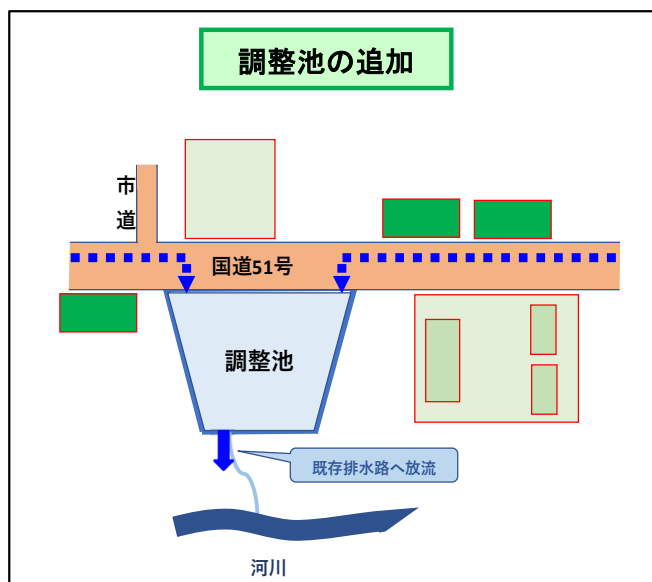 調整池の追加
市道
国道51号
調整池
既存排水路へ放流
河川